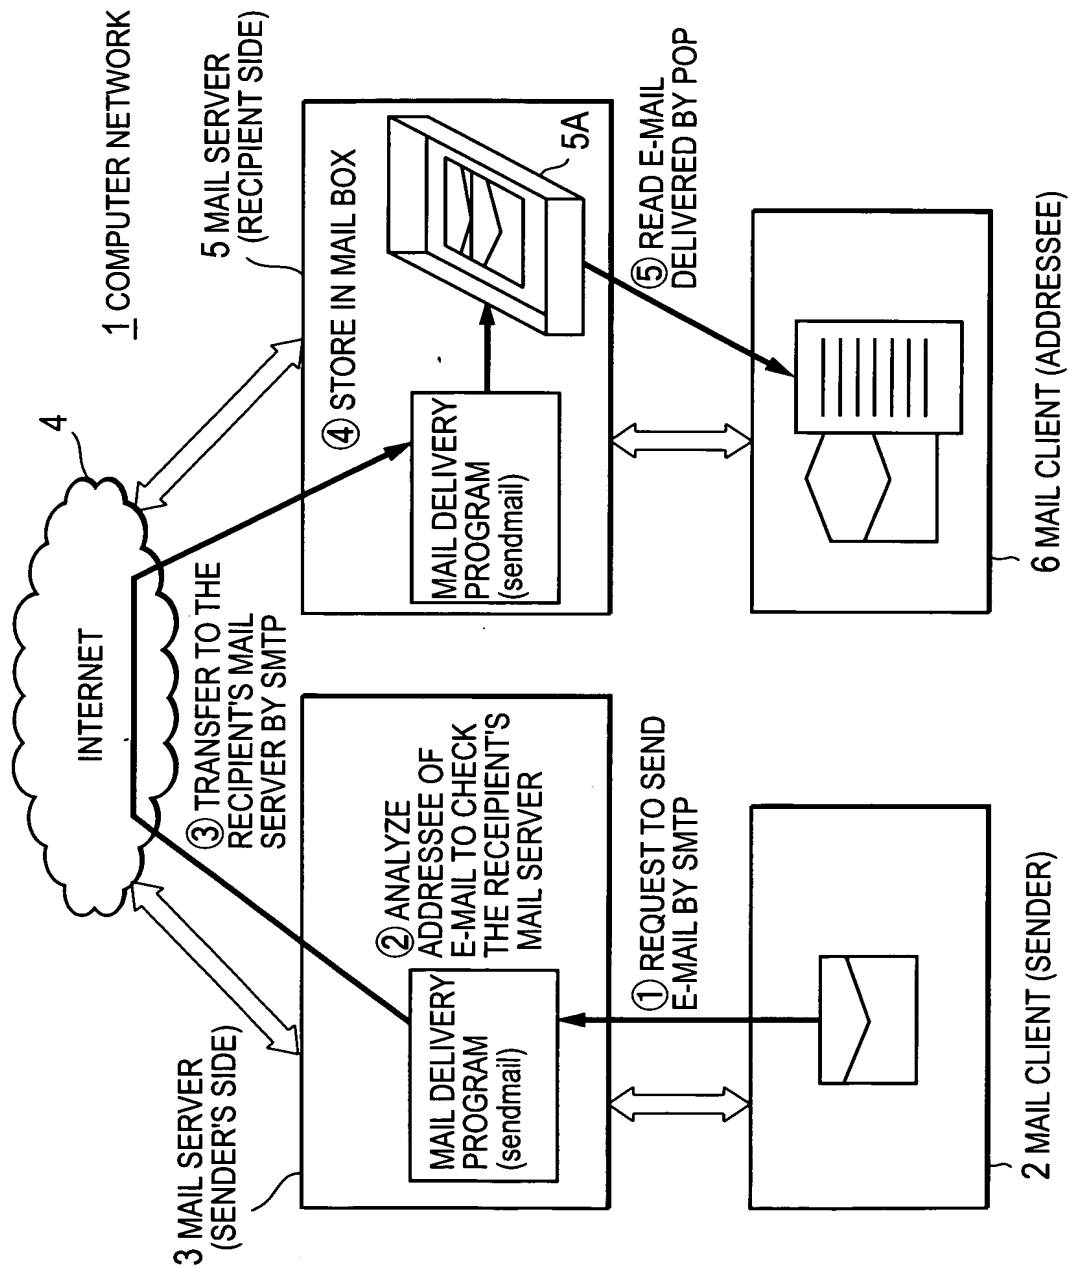 1 COMPUTER NETWORK
4
INTERNET
3 MAIL SERVER
(SENDER'S SIDE)
5 MAIL SERVER
(RECIPIENT SIDE)
③ TRANSFER TO THE
RECIPIENT'S MAIL
SERVER BY SMTP
② ANALYZE
ADDRESSEE OF
E-MAIL TO CHECK
THE RECEIPIENT'S
MAIL SERVER
④ STORE IN MAIL BOX
MAIL DELIVERY
PROGRAM
(sendmail)
MAIL DELIVERY
PROGRAM
(sendmail)
5A
① REQUEST TO SEND
E-MAIL BY SMTP
⑤ READ E-MAIL
DELIVERED BY POP
2 MAIL CLIENT (SENDER)
6 MAIL CLIENT (ADDRESSEE)